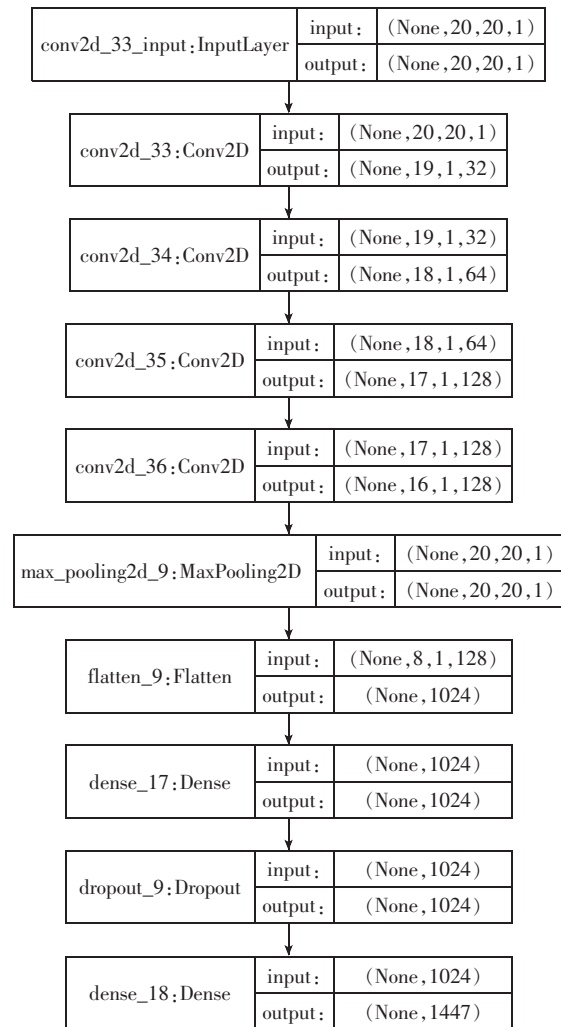 conv2d_33_input:InputLayer
input: (None,20,20,1)
output: (None,20,20,1)
conv2d_33:Conv2D
input: (None,20,20,1)
output: (None,19,1,32)
conv2d_34:Conv2D
input: (None,19,1,32)
output: (None,18,1,64)
conv2d_35:Conv2D
input: (None,18,1,64)
output: (None,17,1,128)
conv2d_36:Conv2D
input: (None,17,1,128)
output: (None,16,1,128)
max_pooling2d_9:MaxPooling2D
input: (None,20,20,1)
output: (None,20,20,1)
flatten_9:Flatten
input: (None,8,1,128)
output: (None,1024)
dense_17:Dense
input: (None,1024)
output: (None,1024)
dropout_9:Dropout
input: (None,1024)
output: (None,1024)
dense_18:Dense
input: (None,1024)
output: (None,1447)